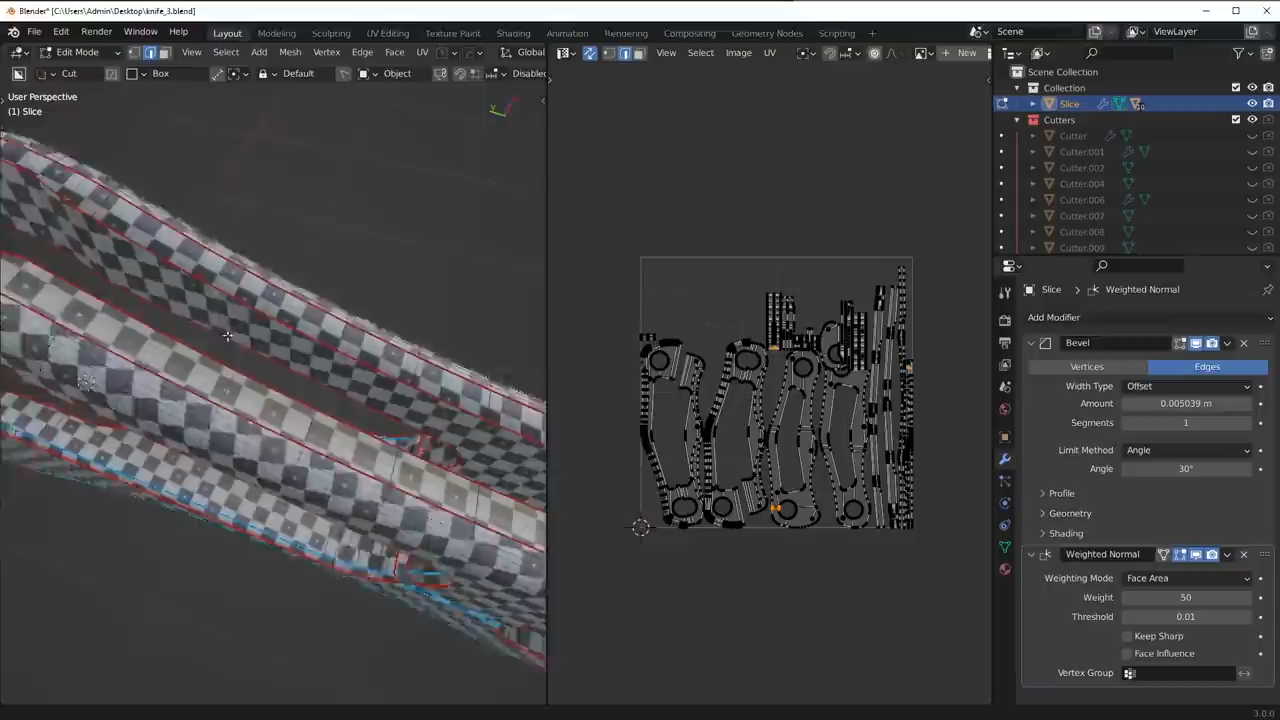 Blender* [C:\Users\Admin\Desktop\knife_3.blend]
File Edit Render Window Help Layout Modeling Sculpting UV Editing Texture Paint Shading Animation Rendering Compositing Geometry Nodes Scripting Scene ViewLayer
Edit Mode View Select Add Mesh Vertex Edge Face UV Global View Select Image UV New
Cut Box Default Object Disable
User Perspective
(1) Slice
Scene Collection
Collection
Slice
Cutters
Cutter
Cutter.001
Cutter.002
Cutter.004
Cutter.006
Cutter.007
Cutter.008
Cutter.009
Slice Weighted Normal
Add Modifier
Bevel
Vertices Edges
Width Type Offset
Amount 0.005039 m
Segments 1
Limit Method Angle
Angle 30°
Profile
Geometry
Shading
Weighted Normal
Weighting Mode Face Area
Weight 50
Threshold 0.01
Keep Sharp
Face Influence
Vertex Group
3.0.0